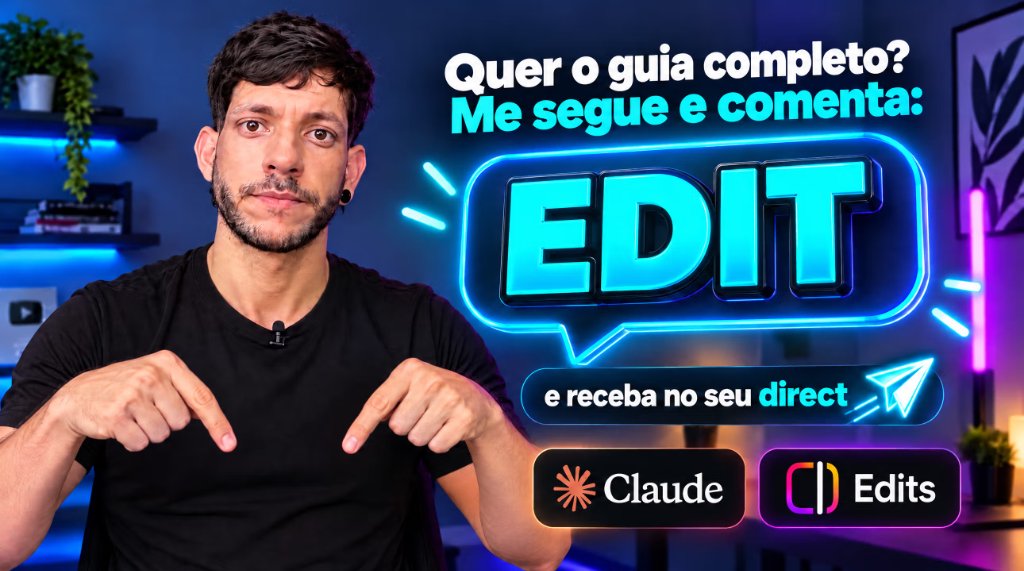 Quer o guia completo?
Me segue e comenta:
EDIT
e receba no seu direct
Claude
Edits